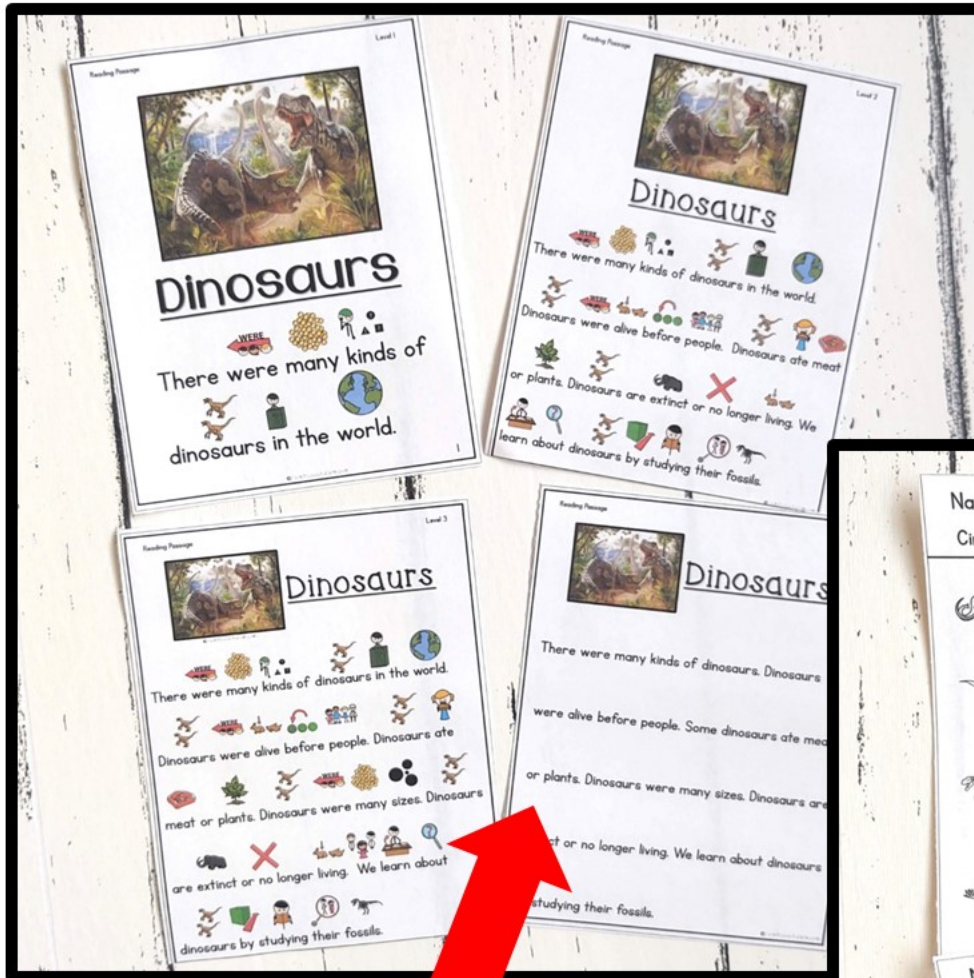 Reading Passage
Level 1
Dinosaurs
WERE
There were many kinds of
dinosaurs in the world.
1
Reading Passage
Level 2
Dinosaurs
WERE
There were many kinds of dinosaurs in the world.
WERE
Dinosaurs were alive before people. Dinosaurs ate meat
or plants. Dinosaurs are extinct or no longer living. We
learn about dinosaurs by studying their fossils.
Reading Passage
Level 3
Dinosaurs
WERE
There were many kinds of dinosaurs in the world.
WERE
Dinosaurs were alive before people. Dinosaurs ate
WERE
meat or plants. Dinosaurs were many sizes. Dinosaurs
are extinct or no longer living. We learn about
dinosaurs by studying their fossils.
Reading Passage
Dinosaurs
There were many kinds of dinosaurs. Dinosaurs
were alive before people. Some dinosaurs ate mea
or plants. Dinosaurs were many sizes. Dinosaurs are
ct or no longer living. We learn about dinosaurs
studying their fossils.
Na
Cir